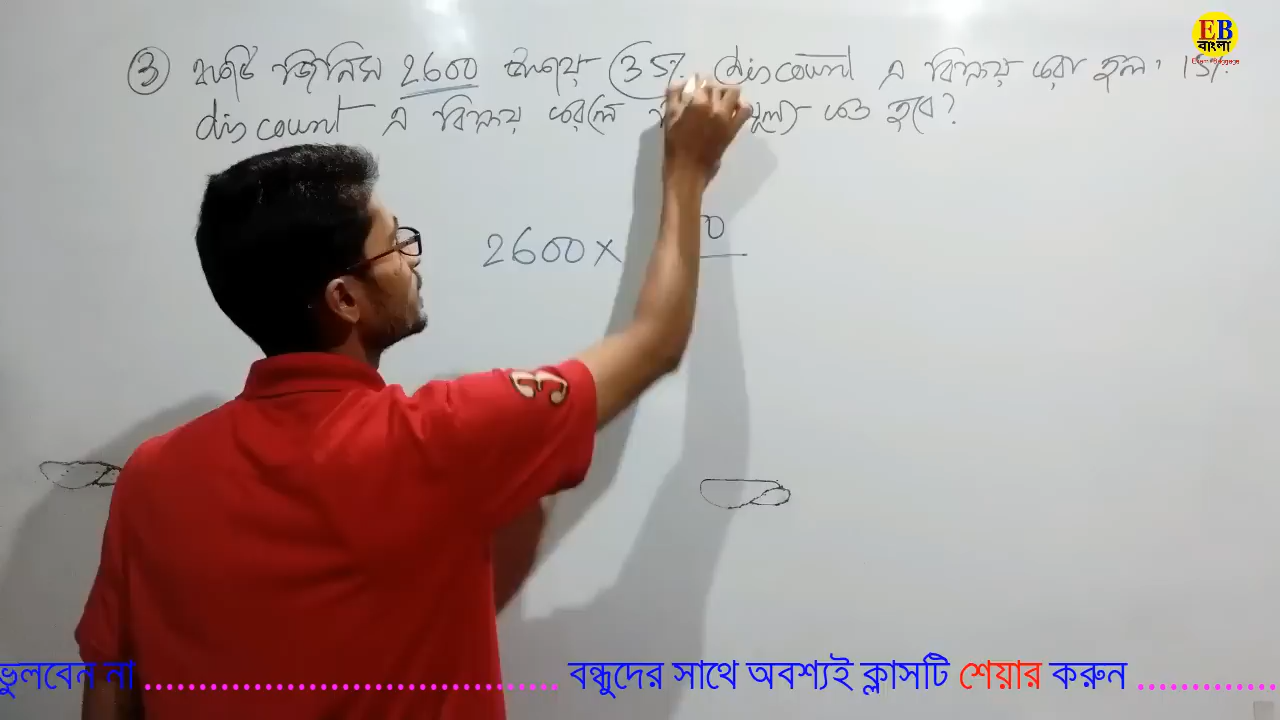 EB
বাংলা
③ একটি জিনিস 2600 টাকায় 35% discount এ বিক্রয় করা হল। 15%
discount এ বিক্রয় করলে মূল্য কত হবে?
2600 ×
ভুলবেন না ................................... বন্ধুদের সাথে অবশ্যই ক্লাসটি শেয়ার করুন ............